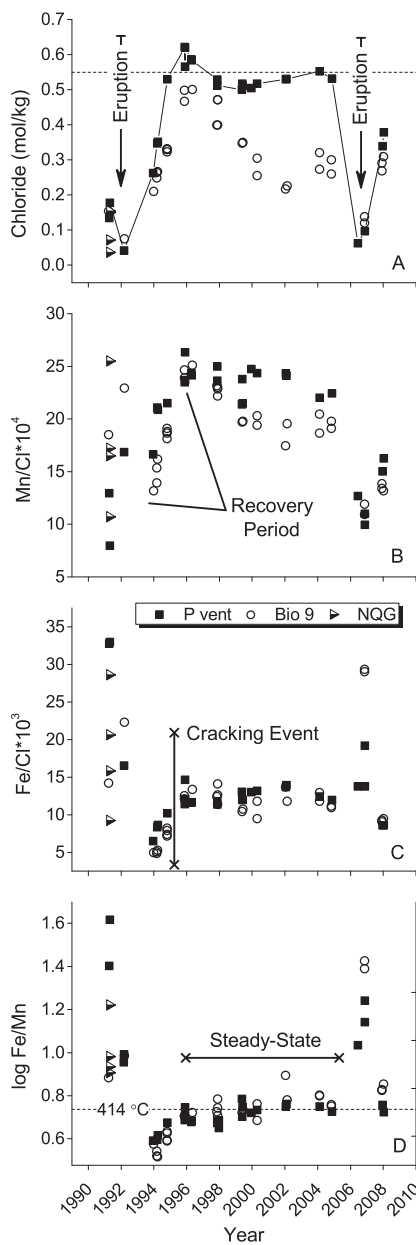 0.7
0.6
0.5
0.4
0.3
0.2
0.1
0.0
Chloride (mol/kg)
Eruption
Eruption
A
30
25
20
15
10
5
Mn/Cl*10⁴
Recovery
Period
B
P vent Bio 9 NQG
35
30
25
20
15
10
5
Fe/Cl*10³
Cracking Event
C
1.6
1.4
1.2
1.0
0.8
0.6
log Fe/Mn
Steady-State
414 °C
D
1990 1992 1994 1996 1998 2000 2002 2004 2006 2008 2010
Year